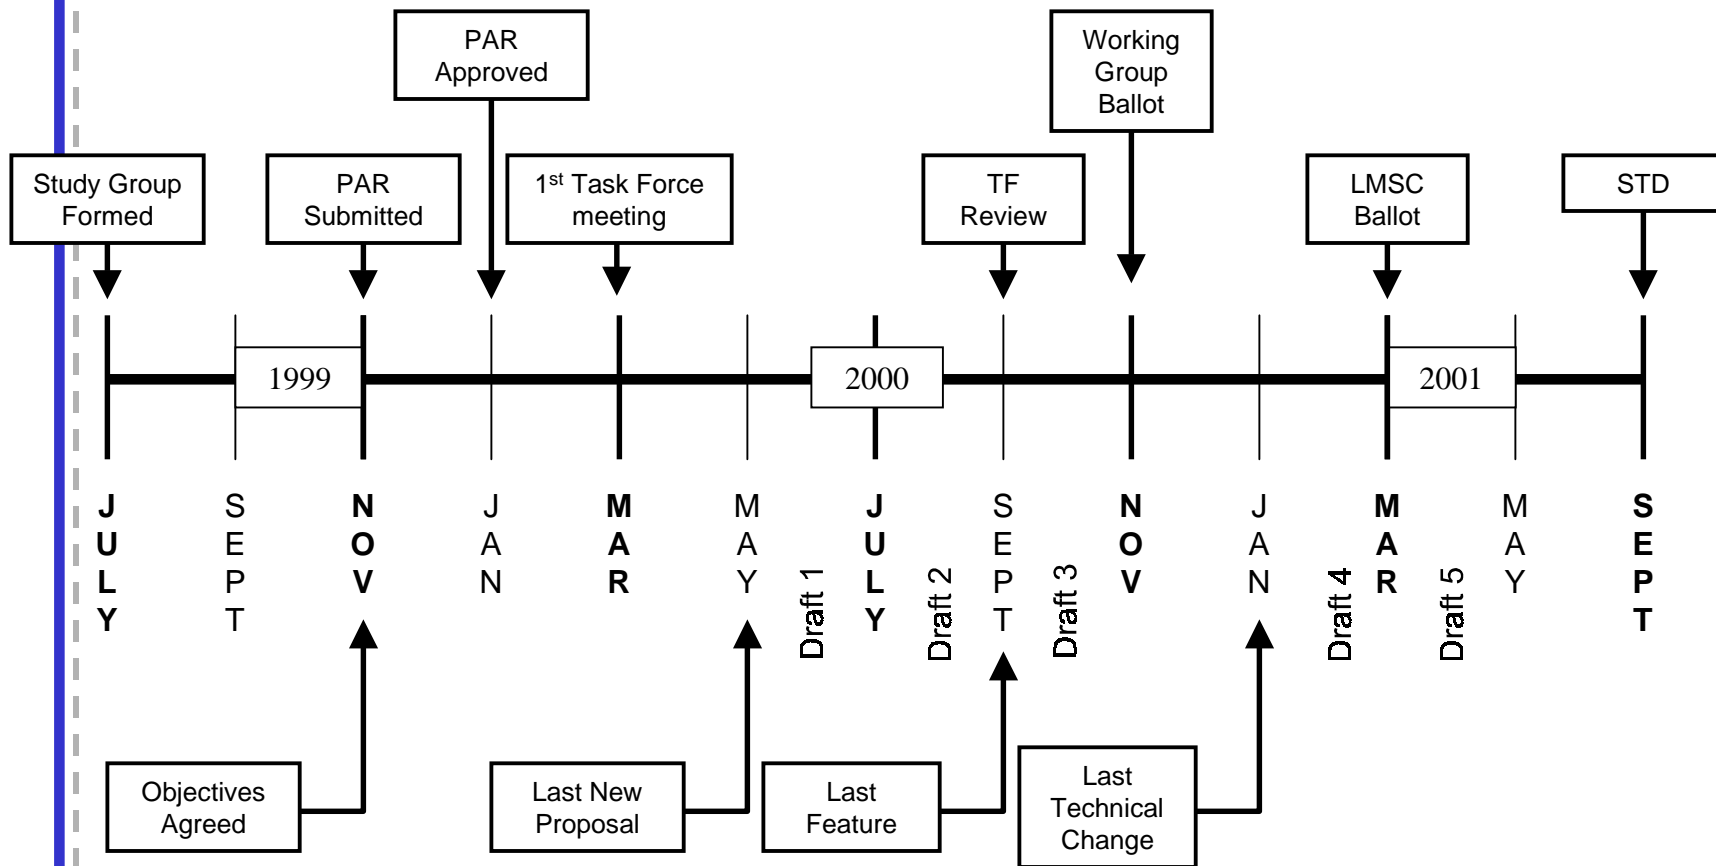 PAR
Approved
Working
Group
Ballot
Study Group
Formed
PAR
Submitted
1st Task Force
meeting
TF
Review
LMSC
Ballot
STD
1999
2000
2001
JULY
SEPT
NOV
JAN
MAR
MAY
Draft 1
JULY
Draft 2
SEPT
Draft 3
NOV
JAN
Draft 4
MAR
Draft 5
MAY
SEPT
Objectives
Agreed
Last New
Proposal
Last
Feature
Last
Technical
Change